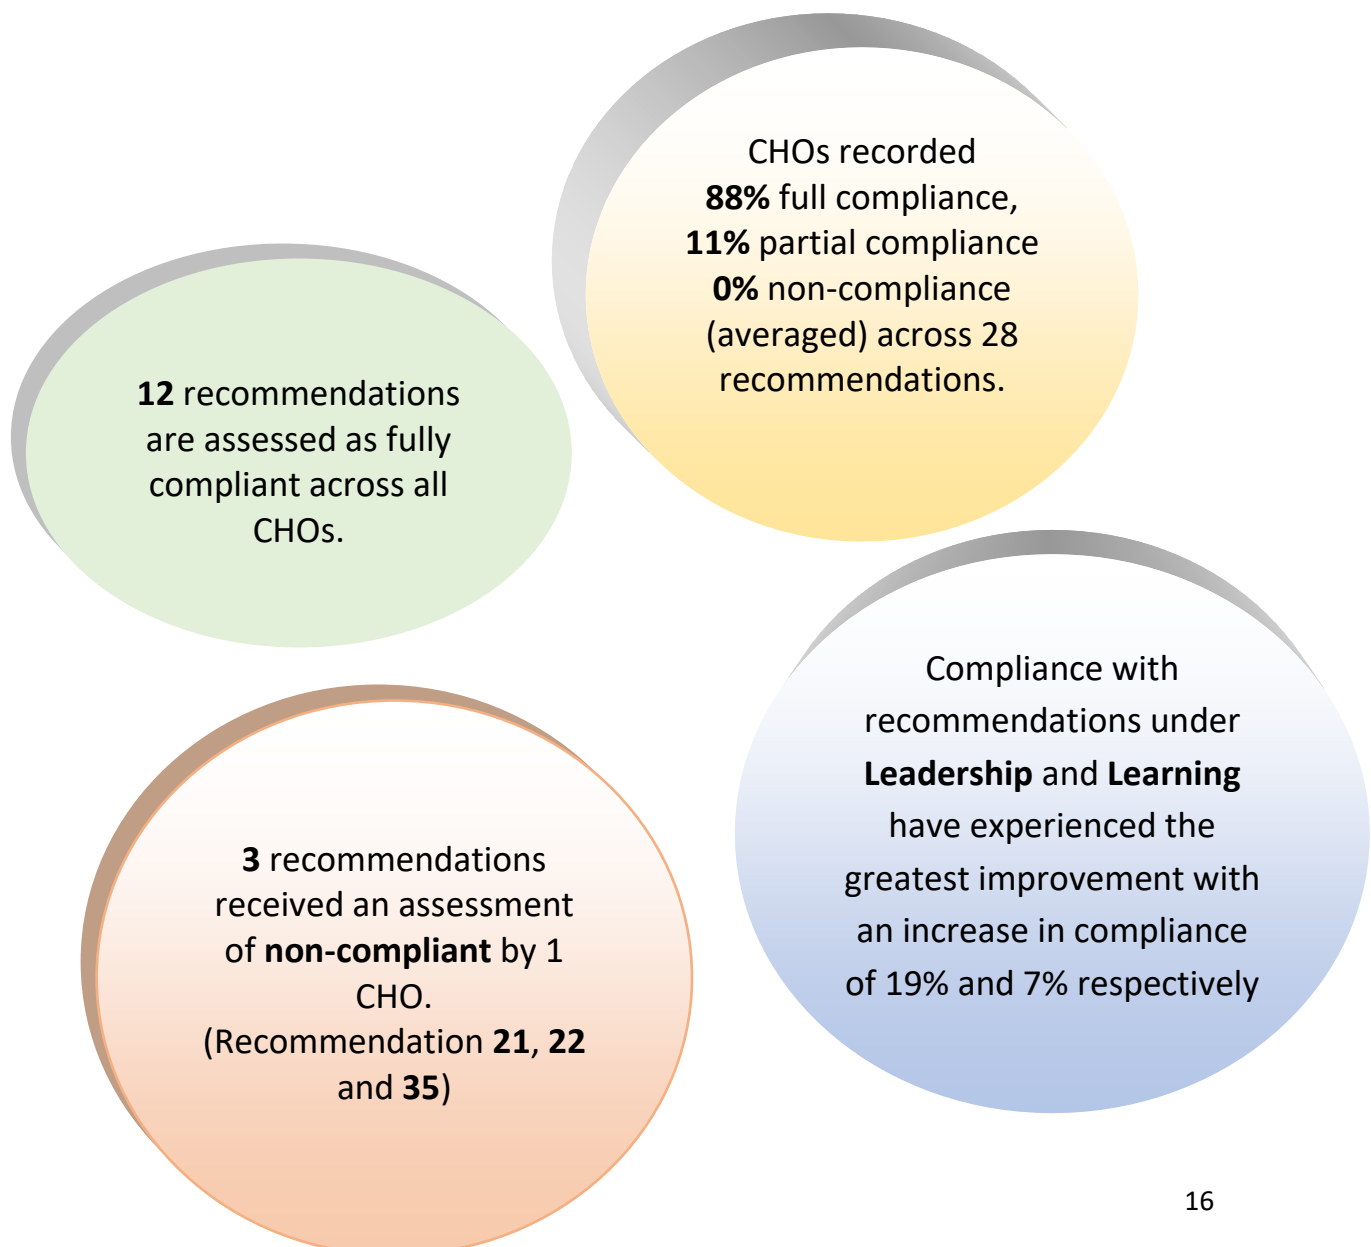 CHOs recorded
88% full compliance,
11% partial compliance
0% non-compliance
(averaged) across 28
recommendations.
12 recommendations
are assessed as fully
compliant across all
CHOs.
Compliance with
recommendations under
Leadership and Learning
have experienced the
greatest improvement with
an increase in compliance
of 19% and 7% respectively
3 recommendations
received an assessment
of non-compliant by 1
CHO.
(Recommendation 21, 22
and 35)
16